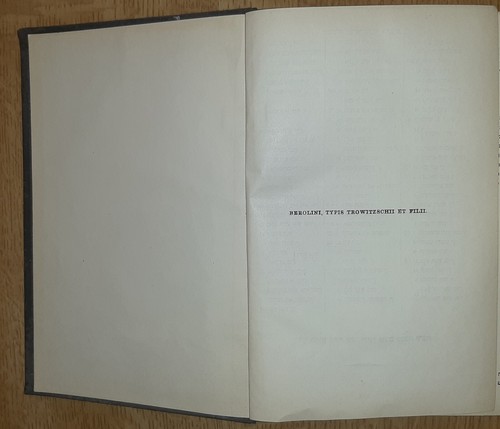 BEROLINI, TYPIS TROWITZSCHII ET FILII.